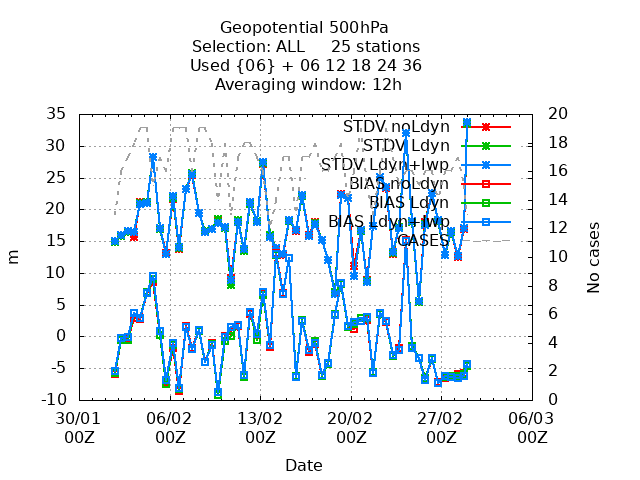 Geopotential 500hPa
Selection: ALL 25 stations
Used {06} + 06 12 18 24 36
Averaging window: 12h
35
30
25
20
15
10
5
0
-5
-10
20
18
16
14
12
10
8
6
4
2
0
STDV noLdyn
STDV Ldyn
STDV Ldyn+lwp
BIAS noLdyn
BIAS Ldyn
BIAS Ldyn+lwp
CASES
m
No cases
30/01 06/02 13/02 20/02 27/02 06/03
00Z 00Z 00Z 00Z 00Z 00Z
Date